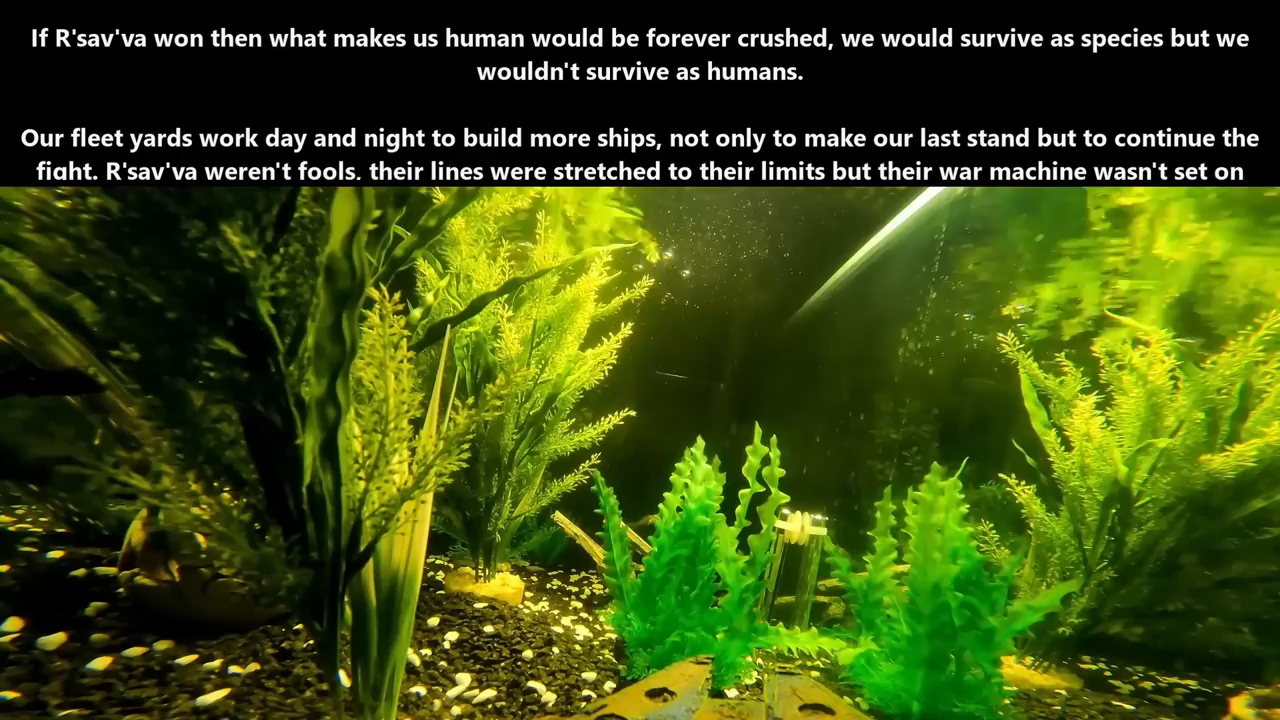 If R'sav'va won then what makes us human would be forever crushed, we would survive as species but we
wouldn't survive as humans.
Our fleet yards work day and night to build more ships, not only to make our last stand but to continue the
fight. R'sav'va weren't fools, their lines were stretched to their limits but their war machine wasn't set on